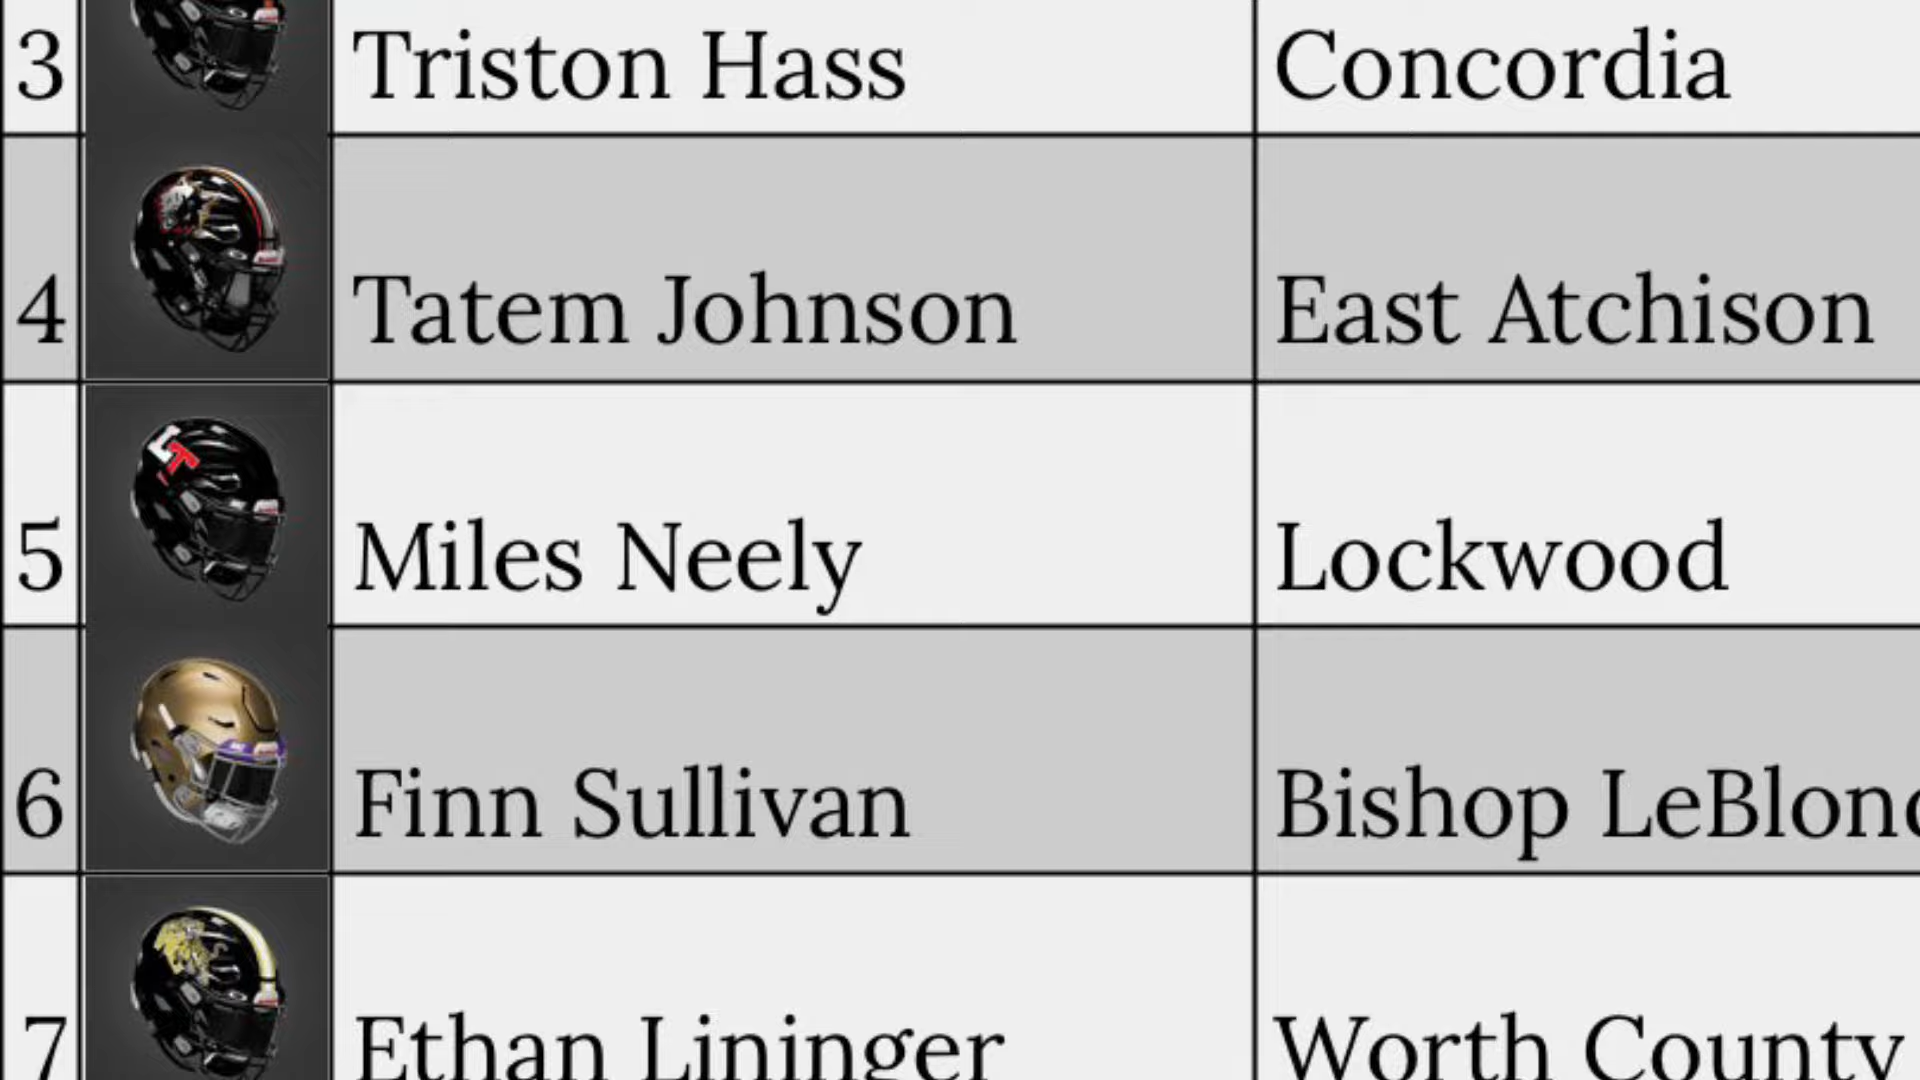 3 Triston Hass Concordia
4 Tatem Johnson East Atchison
5 Miles Neely Lockwood
6 Finn Sullivan Bishop LeBlond
7 Ethan Lininger Worth County